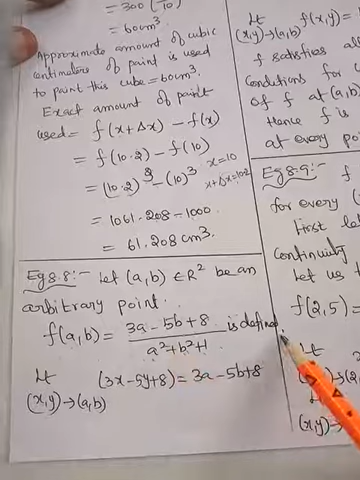 = 300 (
10)
= 60cm³
Approximate amount of cubic
centimeters of paint is used
to paint this cube = 60cm³.
Exact amount of paint
used = f(x+Δx) - f(x)
= f(10.2) - f(10)
x=10
x+Δx=10.2
= (10.2)³ - (10)³
= 1061.208 - 1000
= 61.208 cm³.
Eg 8.8:- Let (a,b) ∈ R² be an
arbitrary point.
f(a,b) = 3a - 5b + 8 / a² + b² + 1 is defined.
lt (x,y)→(a,b) (3x-5y+8) = 3a - 5b + 8
lt (x,y)→(a,b) f(x,y) =
f satisfies all
Conditions for
of f at (a,b)
Hence f is
at every po
Eg 8.9:- f
for every (
First let
Continuity
Let us
f(2,5) =
lt
(x,y)→